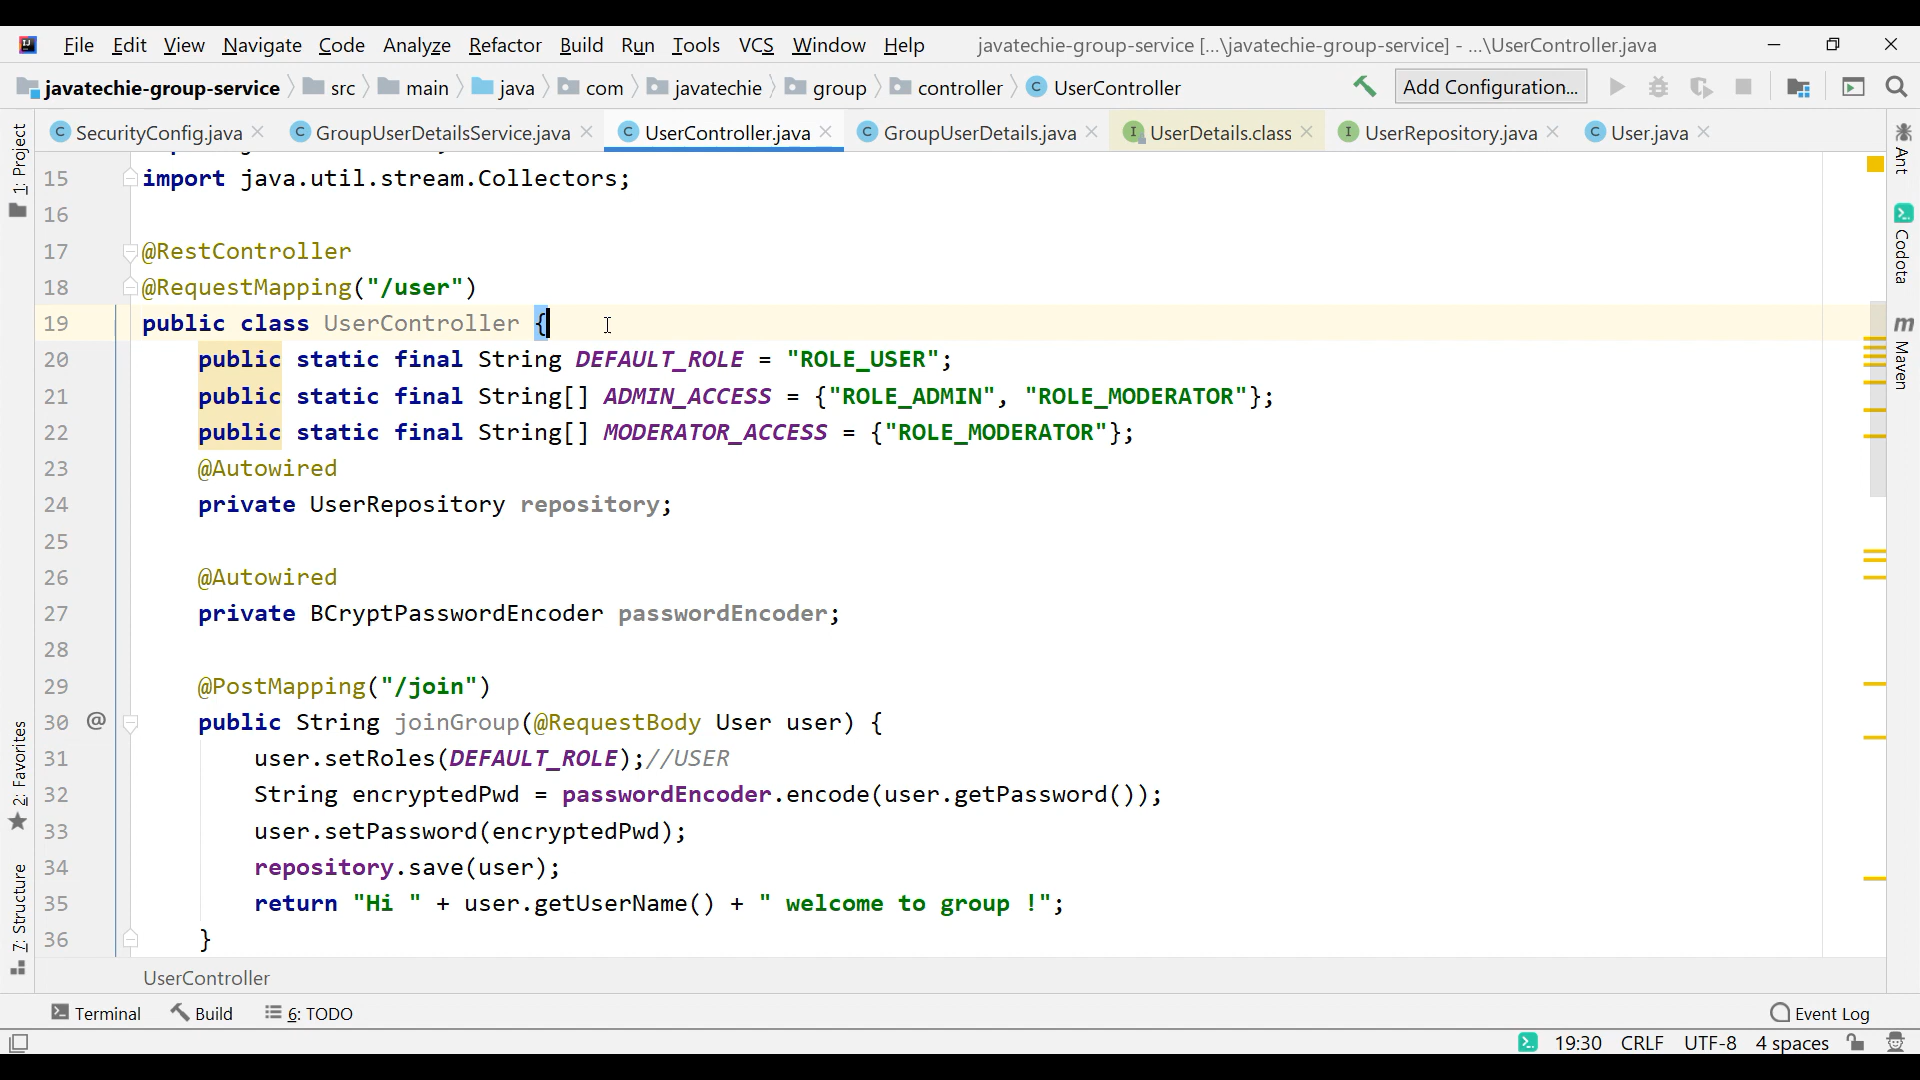 File Edit View Navigate Code Analyze Refactor Build Run Tools VCS Window Help javatechie-group-service [...\javatechie-group-service] - ...\UserController.java
javatechie-group-service src main java com javatechie group controller UserController Add Configuration...
SecurityConfig.java GroupUserDetailsService.java UserController.java GroupUserDetails.java UserDetails.class UserRepository.java User.java
1: Project
2: Favorites
7: Structure
15 import java.util.stream.Collectors;
16
17 @RestController
18 @RequestMapping("/user")
19 public class UserController {
20 public static final String DEFAULT_ROLE = "ROLE_USER";
21 public static final String[] ADMIN_ACCESS = {"ROLE_ADMIN", "ROLE_MODERATOR"};
22 public static final String[] MODERATOR_ACCESS = {"ROLE_MODERATOR"};
23 @Autowired
24 private UserRepository repository;
25
26 @Autowired
27 private BCryptPasswordEncoder passwordEncoder;
28
29 @PostMapping("/join")
30 @ public String joinGroup(@RequestBody User user) {
31 user.setRoles(DEFAULT_ROLE);//USER
32 String encryptedPwd = passwordEncoder.encode(user.getPassword());
33 user.setPassword(encryptedPwd);
34 repository.save(user);
35 return "Hi " + user.getUserName() + " welcome to group !";
36 }
Ant
Codota
m Maven
UserController
Terminal Build 6: TODO Event Log
19:30 CRLF UTF-8 4 spaces